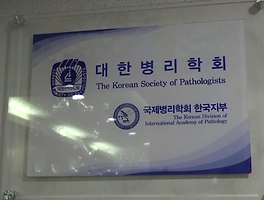 대한병리학회
The Korean Society of Pathologists
국제병리학회 한국지부
The Korean Division of
International Academy of Pathology